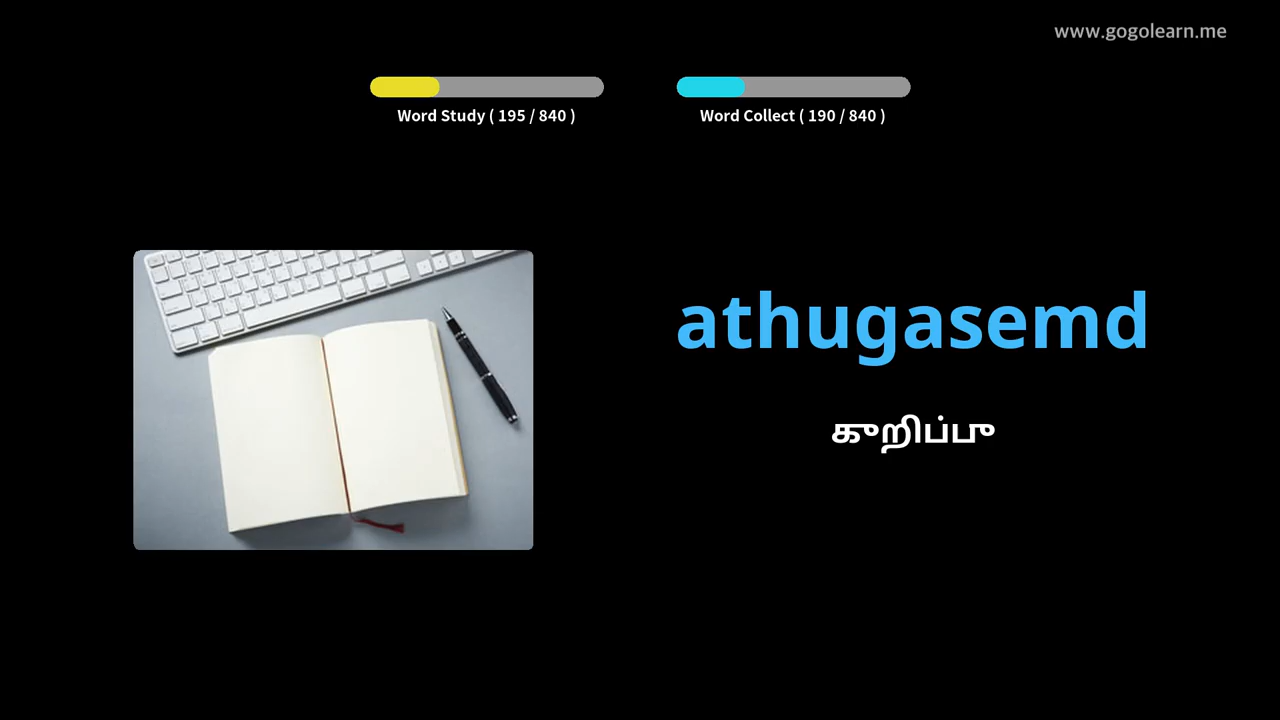 www.gogolearn.me
Word Study ( 195 / 840 )
Word Collect ( 190 / 840 )
athugasemd
குறிப்பு